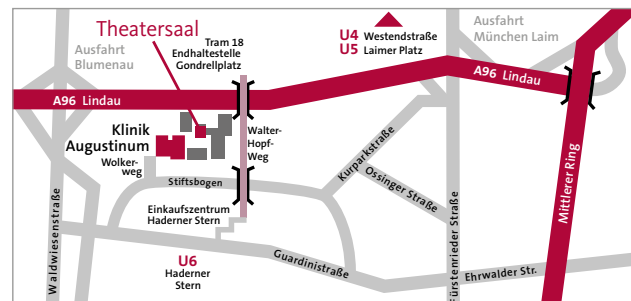 Theatersaal
Ausfahrt
Blumenau
Tram 18
Endhaltestelle
Gondrellplatz
U4 Westendstraße
U5 Laimer Platz
Ausfahrt
München Laim
A96 Lindau
A96 Lindau
Klinik
Augustinum
Wolker-
weg
Walter-
Hopf-
Weg
Stiftsbogen
Kurparkstraße
Ossinger Straße
Einkaufszentrum
Haderner Stern
U6
Haderner
Stern
Guardinistraße
Waldwiesenstraße
Fürstenrieder Straße
Ehrwalder Str.
Mittlerer Ring